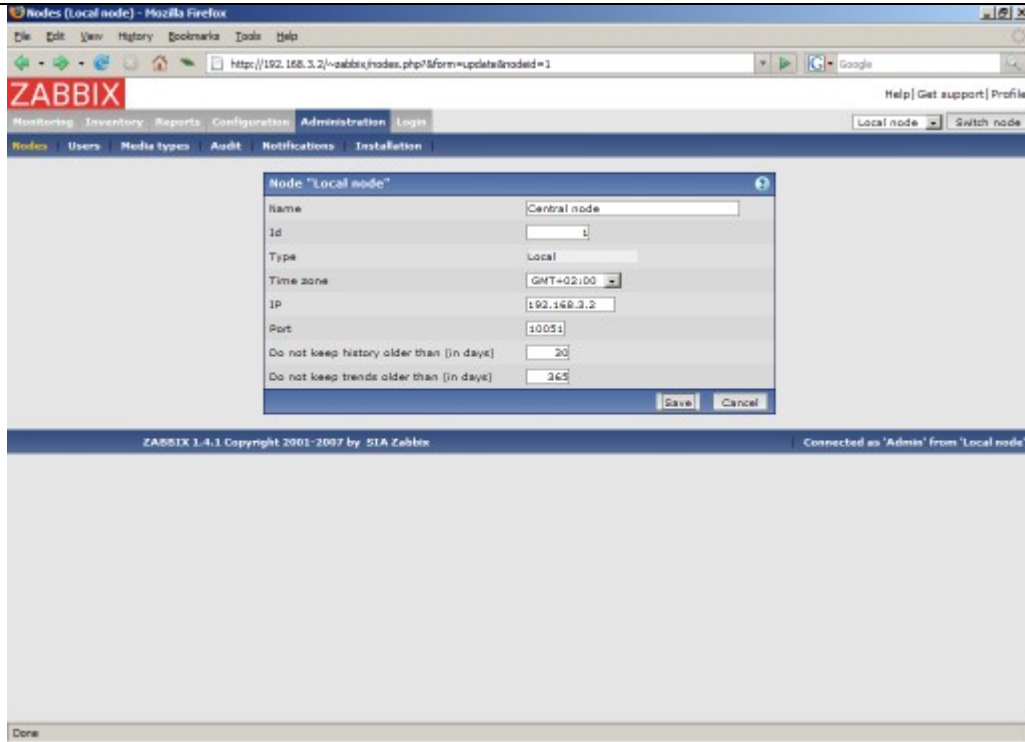 Nodes (Local node) - Mozilla Firefox
File Edit View History Bookmarks Tools Help
http://192.168.3.2/~zabbix/nodes.php?&form=update&nodeid=1
Google
ZABBIX
Help | Get support | Profile
Monitoring Inventory Reports Configuration Administration Login
Local node Switch node
Nodes Users Media types Audit Notifications Installation
Node "Local node"
Name Central node
Id 1
Type Local
Time zone GMT+02:00
IP 192.168.3.2
Port 10051
Do not keep history older than (in days) 30
Do not keep trends older than (in days) 365
Save Cancel
ZABBIX 1.4.1 Copyright 2001-2007 by SIA Zabbix
Connected as 'Admin' from 'Local node'
Done